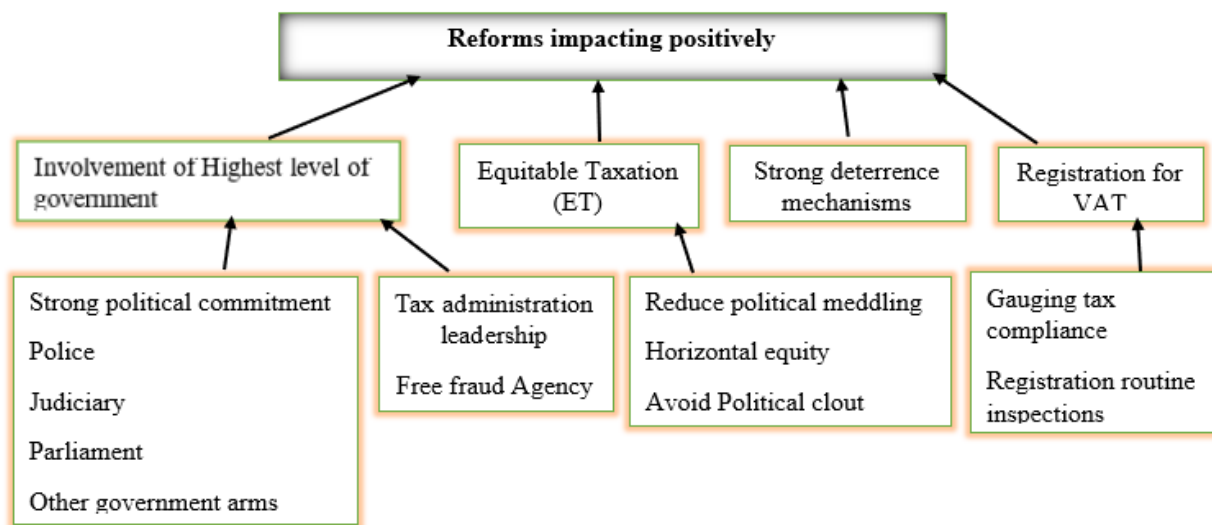 Reforms impacting positively
Involvement of Highest level of
government
Equitable Taxation
(ET)
Strong deterrence
mechanisms
Registration for
VAT
Strong political commitment
Police
Judiciary
Parliament
Other government arms
Tax administration
leadership
Free fraud Agency
Reduce political meddling
Horizontal equity
Avoid Political clout
Gauging tax
compliance
Registration routine
inspections